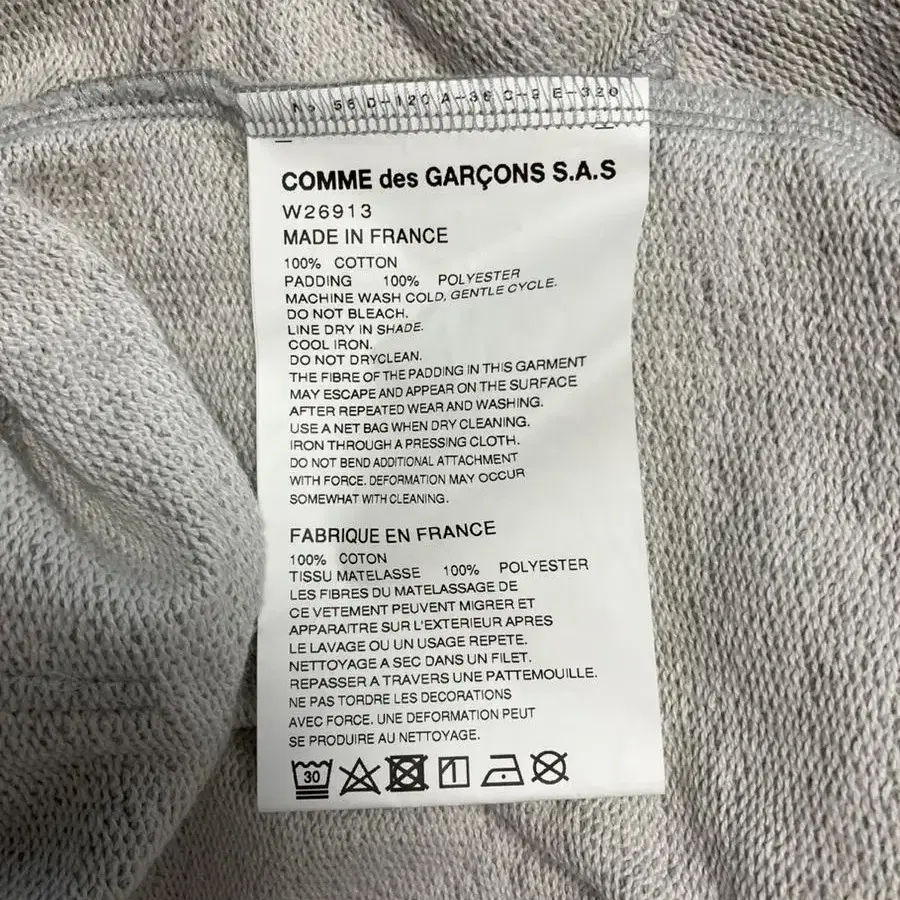 No. 56 D-120 A-36 C-2 E-320
COMME des GARÇONS S.A.S
W26913
MADE IN FRANCE
100% COTTON
PADDING 100% POLYESTER
MACHINE WASH COLD, GENTLE CYCLE.
DO NOT BLEACH.
LINE DRY IN SHADE.
COOL IRON.
DO NOT DRYCLEAN.
THE FIBRE OF THE PADDING IN THIS GARMENT
MAY ESCAPE AND APPEAR ON THE SURFACE
AFTER REPEATED WEAR AND WASHING.
USE A NET BAG WHEN DRY CLEANING.
IRON THROUGH A PRESSING CLOTH.
DO NOT BEND ADDITIONAL ATTACHMENT
WITH FORCE. DEFORMATION MAY OCCUR
SOMEWHAT WITH CLEANING.
FABRIQUE EN FRANCE
100% COTON
TISSU MATELASSE 100% POLYESTER
LES FIBRES DU MATELASSAGE DE
CE VETEMENT PEUVENT MIGRER ET
APPARAITRE SUR L'EXTERIEUR APRES
LE LAVAGE OU UN USAGE REPETE.
NETTOYAGE A SEC DANS UN FILET.
REPASSER A TRAVERS UNE PATTEMOUILLE.
NE PAS TORDRE LES DECORATIONS
AVEC FORCE. UNE DEFORMATION PEUT
SE PRODUIRE AU NETTOYAGE.
30